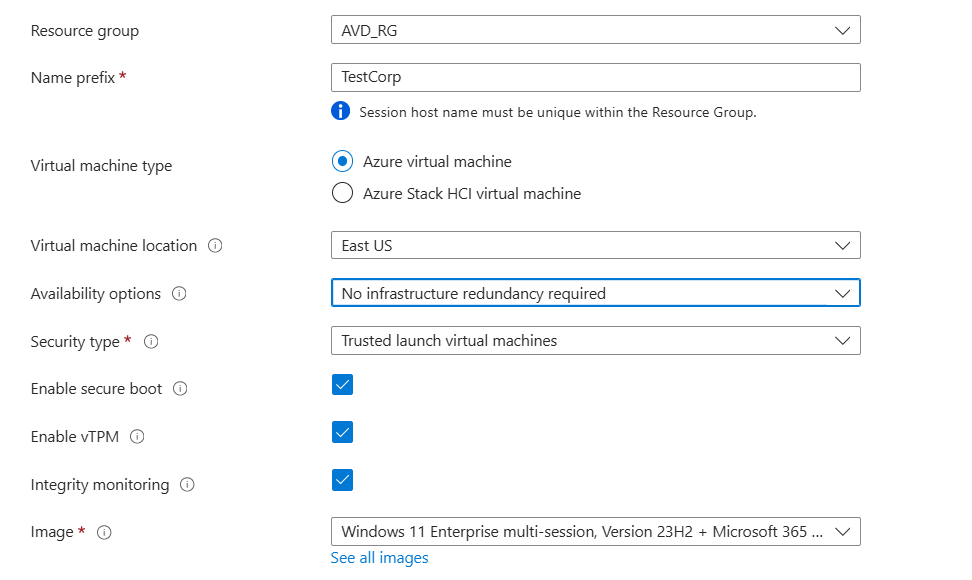 Resource group
AVD_RG
Name prefix *
TestCorp
Session host name must be unique within the Resource Group.
Virtual machine type
Azure virtual machine
Azure Stack HCI virtual machine
Virtual machine location
East US
Availability options
No infrastructure redundancy required
Security type *
Trusted launch virtual machines
Enable secure boot
Enable vTPM
Integrity monitoring
Image *
Windows 11 Enterprise multi-session, Version 23H2 + Microsoft 365 ...
See all images